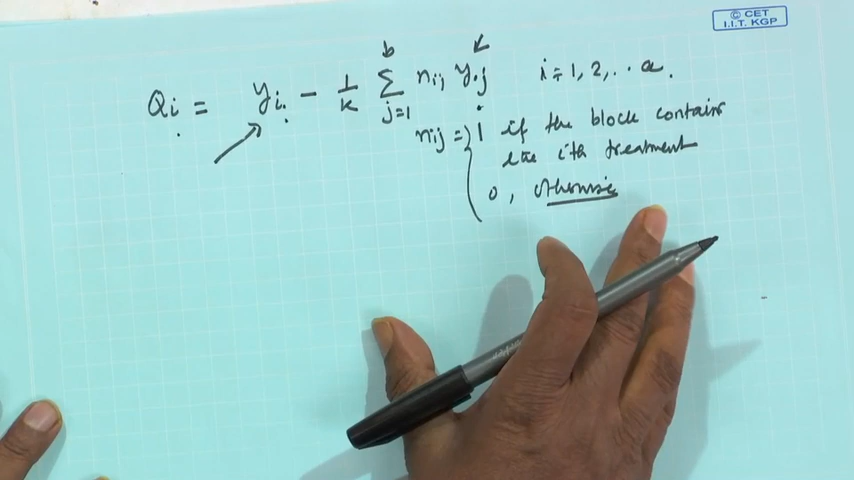 © CET
I.I.T. KGP
Qi. = yi. - 1/k Σ_{j=1}^{b} nij y.j i = 1, 2, .. a.
nij = { 1 if the block contains
the ith treatment
0, otherwise